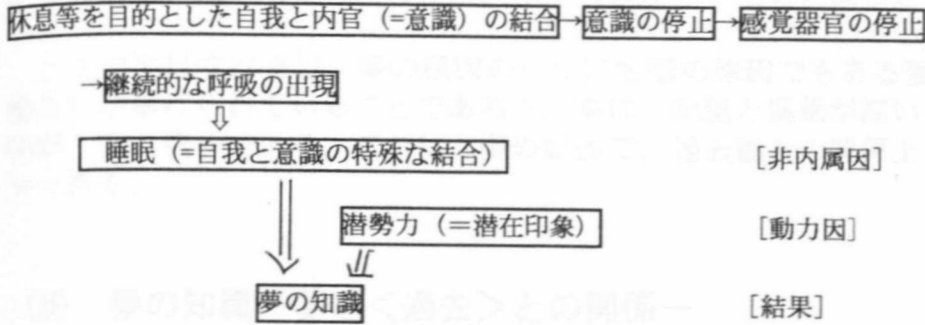 休息等を目的とした自我と内官（=意識）の結合→意識の停止→感覚器官の停止
→継続的な呼吸の出現
⇩
睡眠（=自我と意識の特殊な結合） ［非内属因］
潜勢力（＝潜在印象） ［動力因］
夢の知識 ［結果］